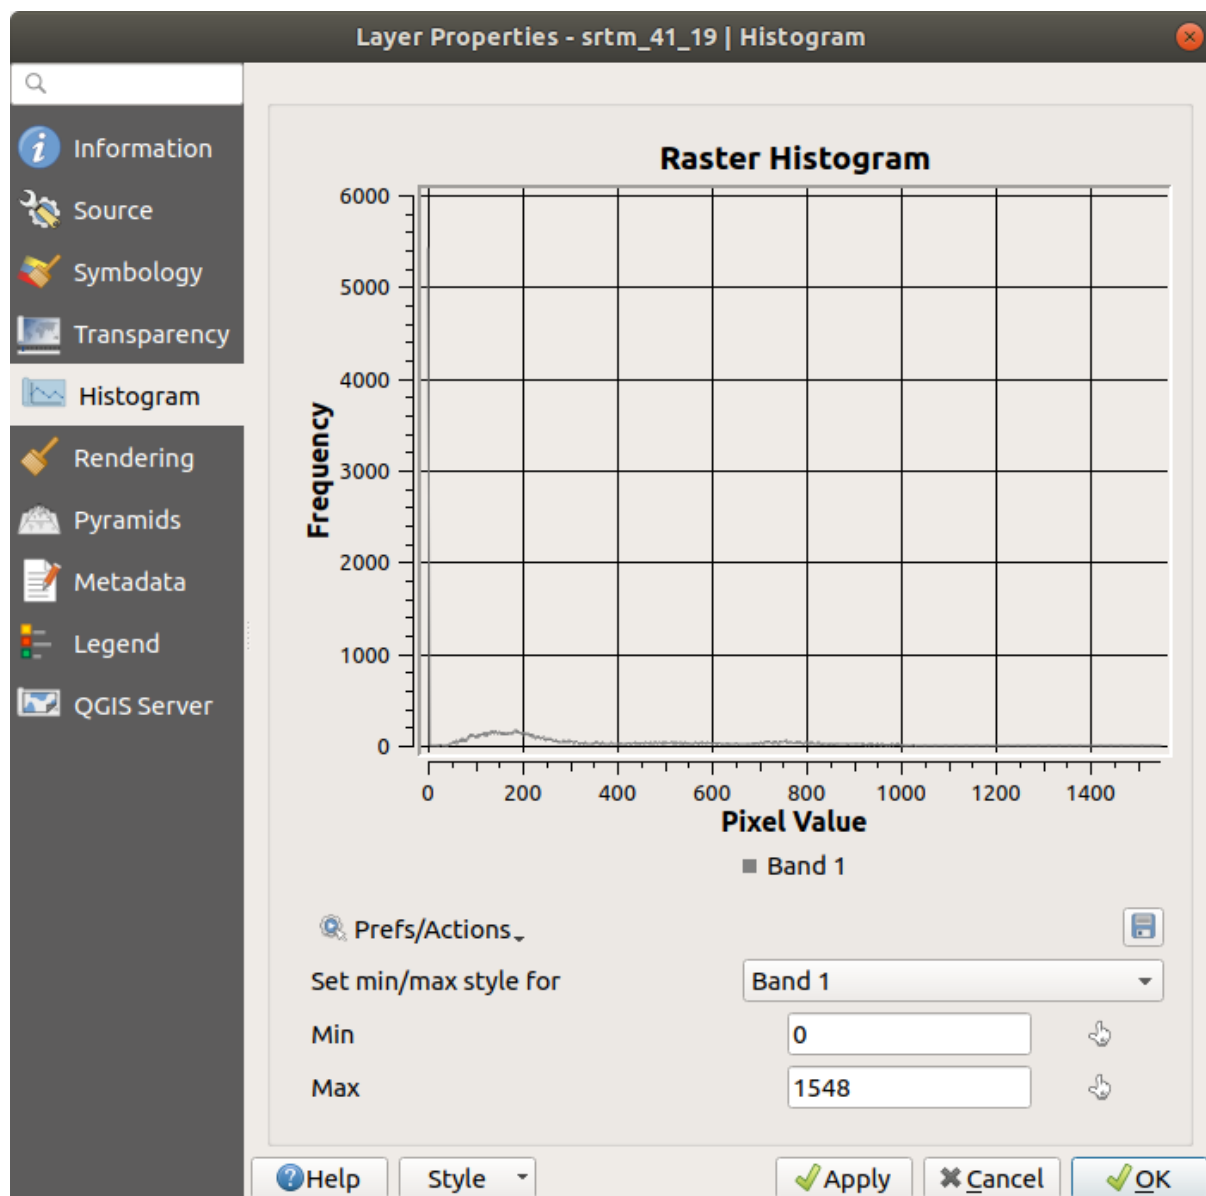 Layer Properties - srtm_41_19 | Histogram
Information
Source
Symbology
Transparency
Histogram
Rendering
Pyramids
Metadata
Legend
QGIS Server
Raster Histogram
6000
5000
4000
3000
2000
1000
0
Frequency
0 200 400 600 800 1000 1200 1400
Pixel Value
Band 1
Prefs/Actions
Set min/max style for Band 1
Min 0
Max 1548
Help Style Apply Cancel OK